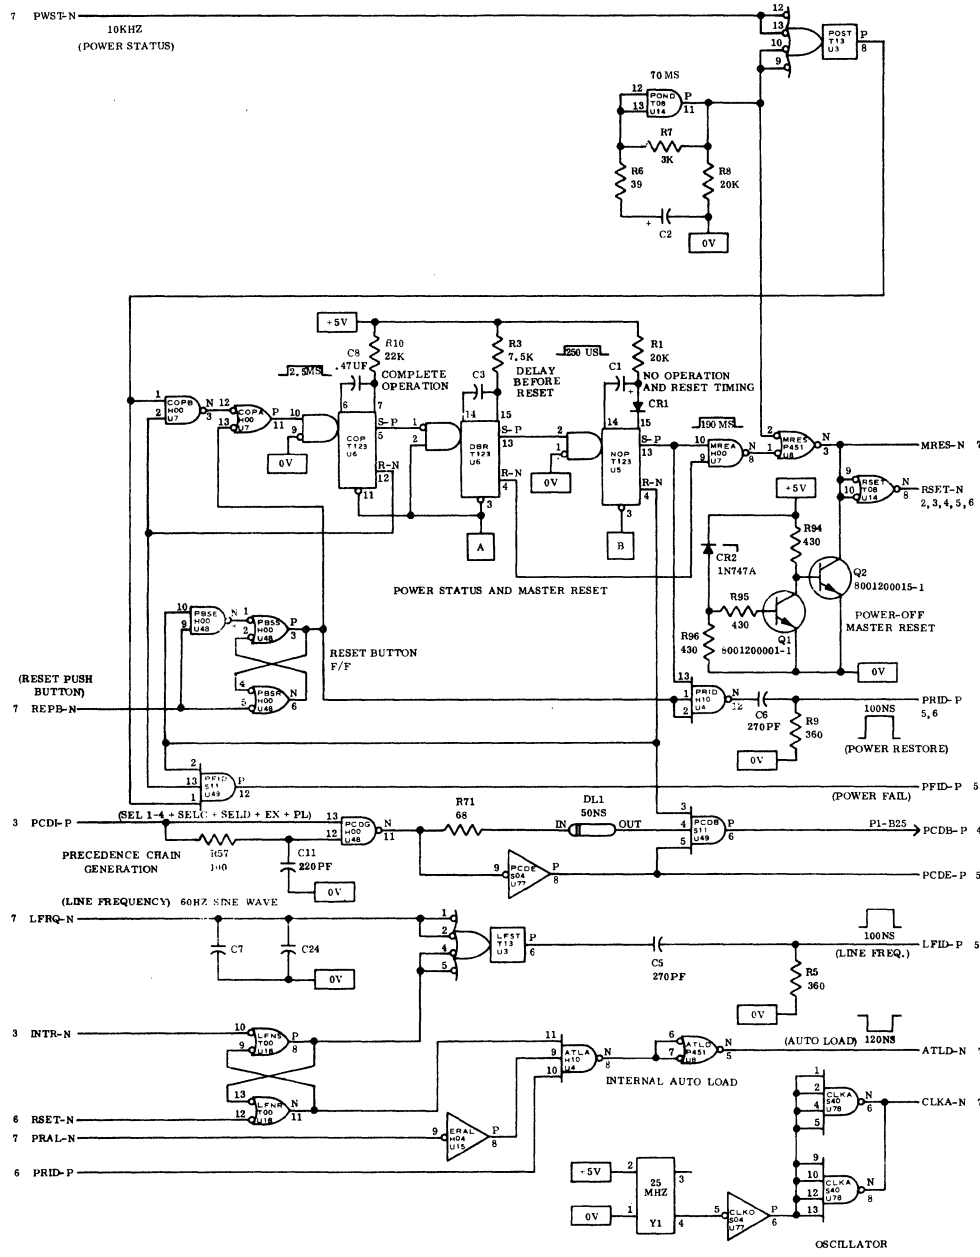 7 PWST-N
10KHZ
(POWER STATUS)
12
13
10
9
POST
T13
U3
P
8
70 MS
12
13
POND
T08
U14
P
11
R7
3K
R6
39
R8
20K
+
C2
0V
+5V
R10
22K
C8
.47UF
2.5MS
COMPLETE
OPERATION
R3
7.5K
C3
DELAY
BEFORE
RESET
250 US
R1
20K
C1
+
NO OPERATION
AND RESET TIMING
CR1
1
2
COPB
H00
U7
N
3
12
13
COPA
H00
U7
P
11
10
9
0V
6
7
COP
T123
U6
S-P
5
R-N
12
11
1
2
14
15
DBR
T123
U6
S-P
13
R-N
4
3
A
2
1
0V
14
15
NOP
T123
U5
S-P
13
R-N
4
3
B
190 MS
10
9
MREA
H00
U7
N
8
2
1
MRES
P451
U8
N
3
MRES-N 7
9
10
RSET
T08
U14
N
8
RSET-N
2,3,4,5,6
+5V
R94
430
CR2
1N747A
R95
430
R96
430
Q1
8001200001-1
Q2
8001200015-1
POWER-OFF
MASTER RESET
0V
POWER STATUS AND MASTER RESET
10
9
PBSE
H00
U48
N
1
2
PBSS
H00
U48
P
3
RESET BUTTON
F/F
4
5
PBSR
H00
U48
N
6
(RESET PUSH
BUTTON)
7 REPB-N
13
1
2
PRID
H10
U4
N
12
C6
270PF
R9
360
0V
PRID-P
5,6
100NS
(POWER RESTORE)
2
13
1
PFID
S11
U49
P
12
PFID-P 5
(POWER FAIL)
(SEL 1-4 + SELC + SELD + EX + PL)
3 PCDI-P
PRECEDENCE CHAIN
GENERATION
R57
100
C11
220PF
0V
13
12
PCDG
H00
U48
N
11
R71
68
DL1
50NS
IN
OUT
3
4
5
PCDB
S11
U49
P
6
P1-B25
PCDB-P 4
9
PCDE
S04
U77
P
8
PCDE-P 5
(LINE FREQUENCY) 60HZ SINE WAVE
7 LFRQ-N
C7
C24
0V
1
2
4
5
LFST
T13
U3
P
6
C5
270PF
R5
360
0V
100NS
LFID-P 5
(LINE FREQ.)
3 INTR-N
10
9
LFNS
T00
U18
P
8
13
12
LFNR
T00
U18
N
11
6 RSET-N
7 PRAL-N
9
ERAL
H04
U15
P
8
6 PRID-P
11
9
10
ATLA
H10
U4
N
8
6
7
ATLD
P451
U8
N
5
(AUTO LOAD)
120NS
ATLD-N 7
INTERNAL AUTO LOAD
1
2
4
5
CLKA
S40
U78
N
6
CLKA-N 7
9
10
12
13
CLKA
S40
U78
N
8
+5V
0V
2
1
25
MHZ
Y1
3
4
5
CLKO
S04
U77
P
6
OSCILLATOR